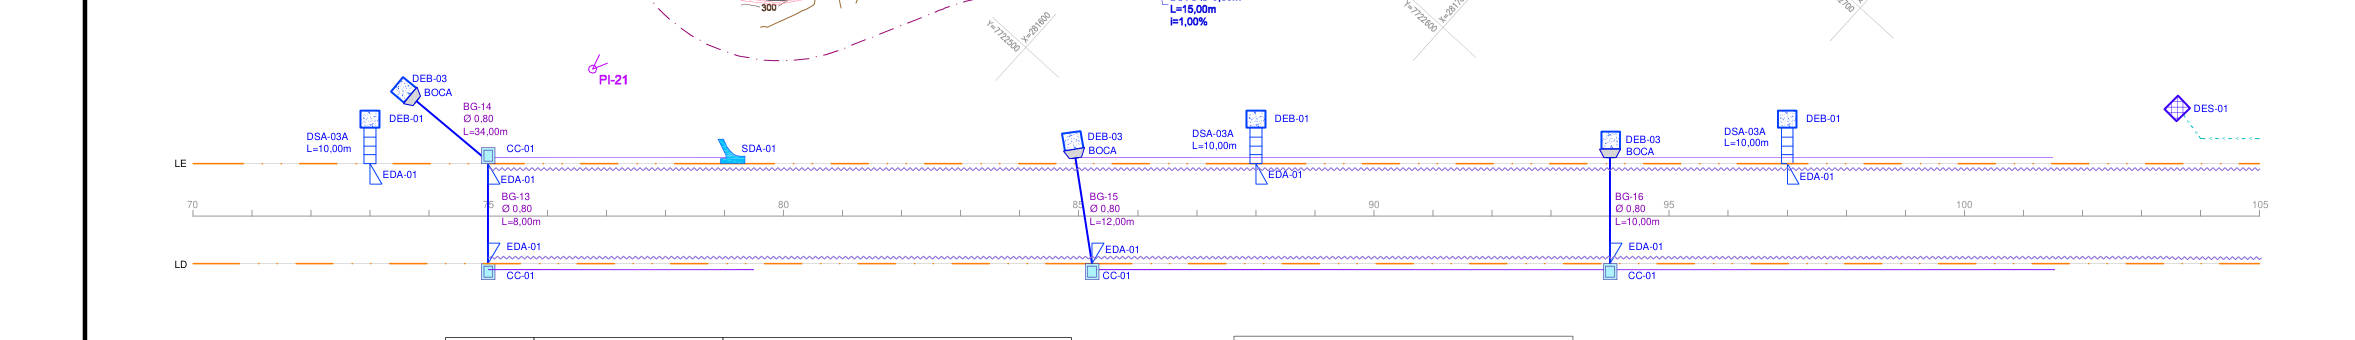 300
L=15,00m
i=1,00%
Y=7722500
X=281600
Y=7722600
PI-21
DEB-03
BOCA
BG-14
Ø 0,80
L=34,00m
DEB-01
DSA-03A
L=10,00m
CC-01
SDA-01
DEB-03
BOCA
DSA-03A
L=10,00m
DEB-01
DEB-03
BOCA
DSA-03A
L=10,00m
DEB-01
DES-01
LE
EDA-01
EDA-01
EDA-01
EDA-01
BG-13
Ø 0,80
L=8,00m
BG-15
Ø 0,80
L=12,00m
BG-16
Ø 0,80
L=10,00m
70
75
80
85
90
95
100
105
EDA-01
EDA-01
EDA-01
LD
CC-01
CC-01
CC-01